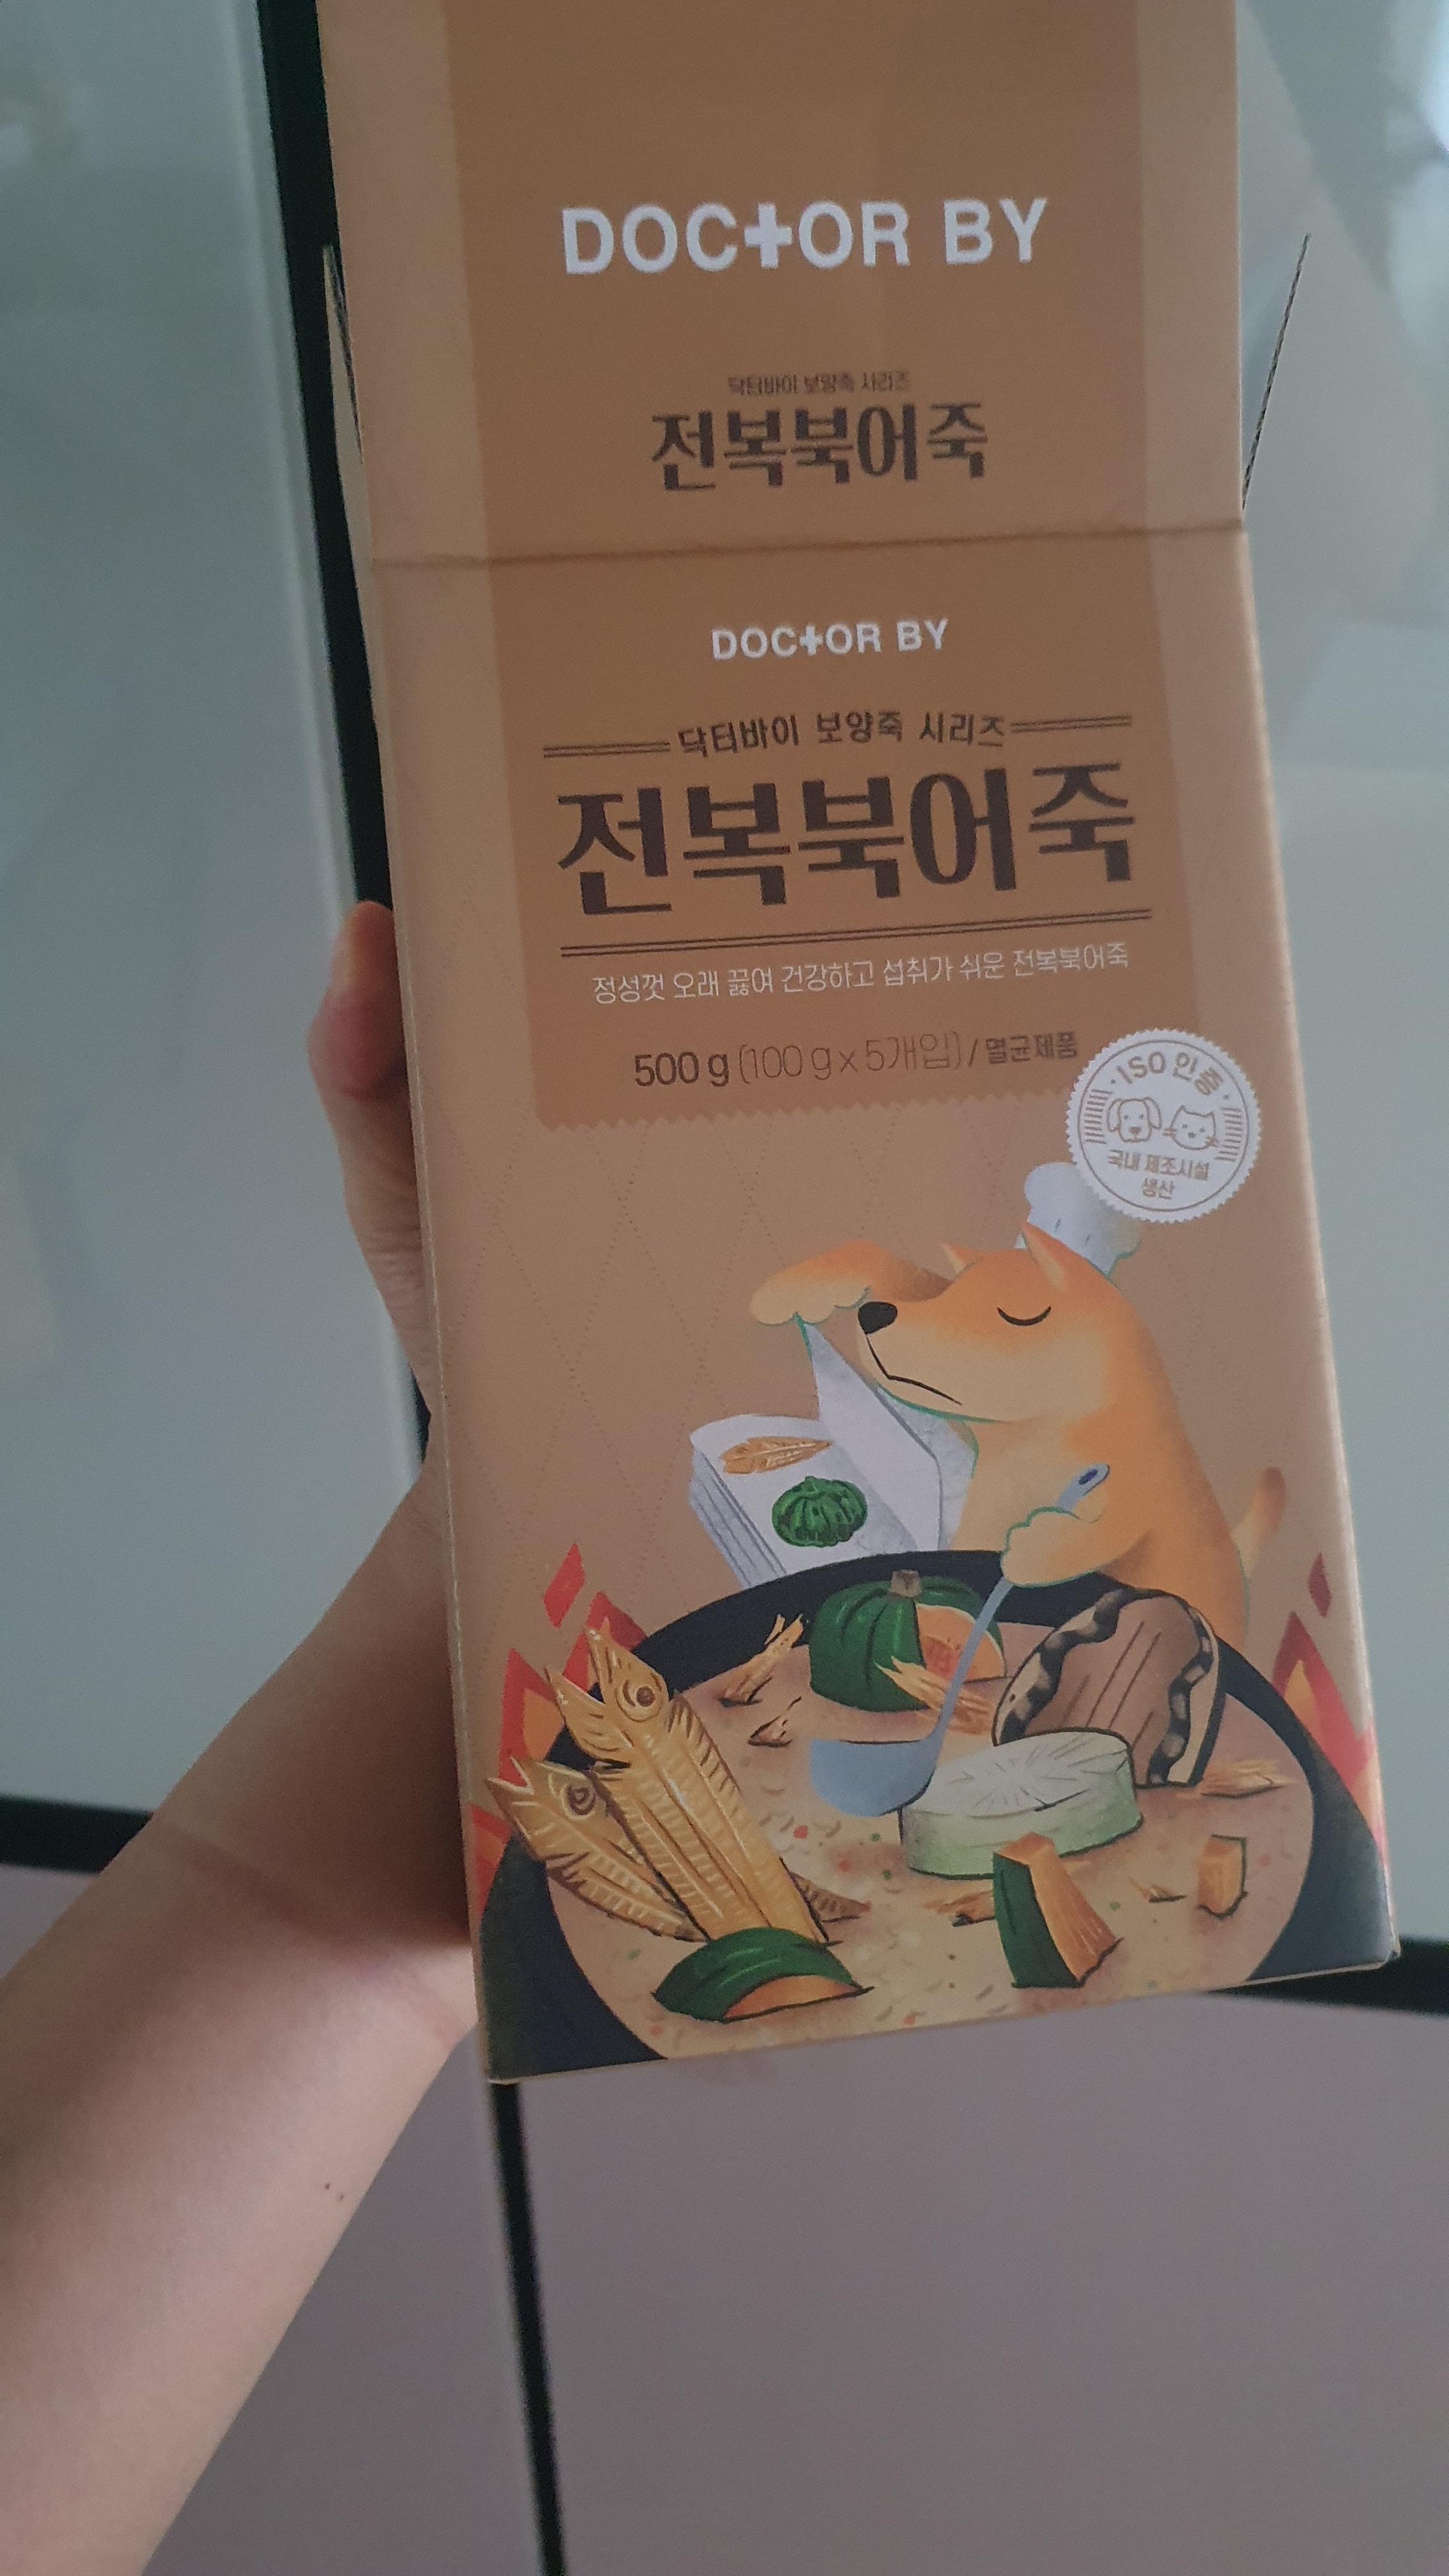 DOCTOR BY
닥터바이 보양죽 시리즈
전복북어죽
DOCTOR BY
닥터바이 보양죽 시리즈
전복북어죽
정성껏 오래 끓여 건강하고 섭취가 쉬운 전복북어죽
500 g (100 g x 5개입) / 멸균제품
·ISO 인증·
국내 제조시설
생산